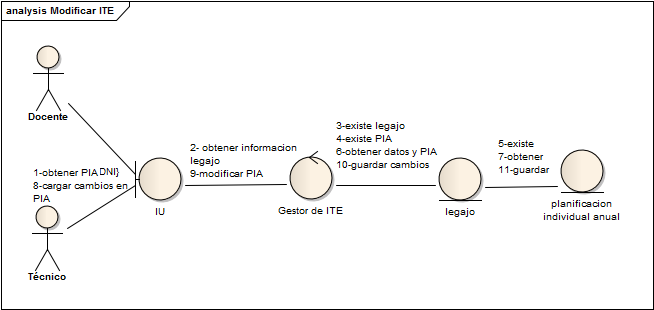 analysis Modificar ITE
Docente
1-obtener PIA DNI}
8-cargar cambios en
PIA
Técnico
IU
2- obtener informacion
legajo
9-modificar PIA
Gestor de ITE
3-existe legajo
4-existe PIA
6-obtener datos y PIA
10-guardar cambios
legajo
5-existe
7-obtener
11-guardar
planificacion
individual anual